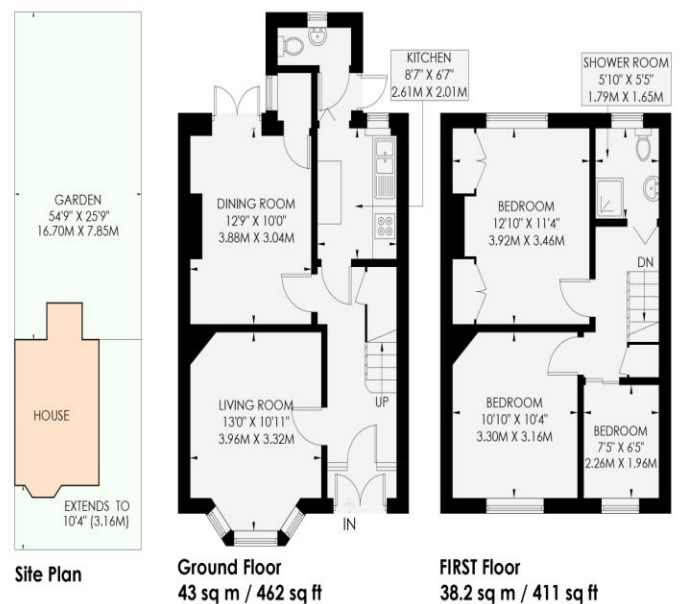 GARDEN
54'9" X 25'9"
16.70M X 7.85M
HOUSE
EXTENDS TO
10'4" (3.16M)
Site Plan
KITCHEN
8'7" X 6'7"
2.61M X 2.01M
DINING ROOM
12'9" X 10'0"
3.88M X 3.04M
LIVING ROOM
13'0" X 10'11"
3.96M X 3.32M
UP
IN
Ground Floor
43 sq m / 462 sq ft
SHOWER ROOM
5'10" X 5'5"
1.79M X 1.65M
BEDROOM
12'10" X 11'4"
3.92M X 3.46M
DN
BEDROOM
10'10" X 10'4"
3.30M X 3.16M
BEDROOM
7'5" X 6'5"
2.26M X 1.96M
FIRST Floor
38.2 sq m / 411 sq ft